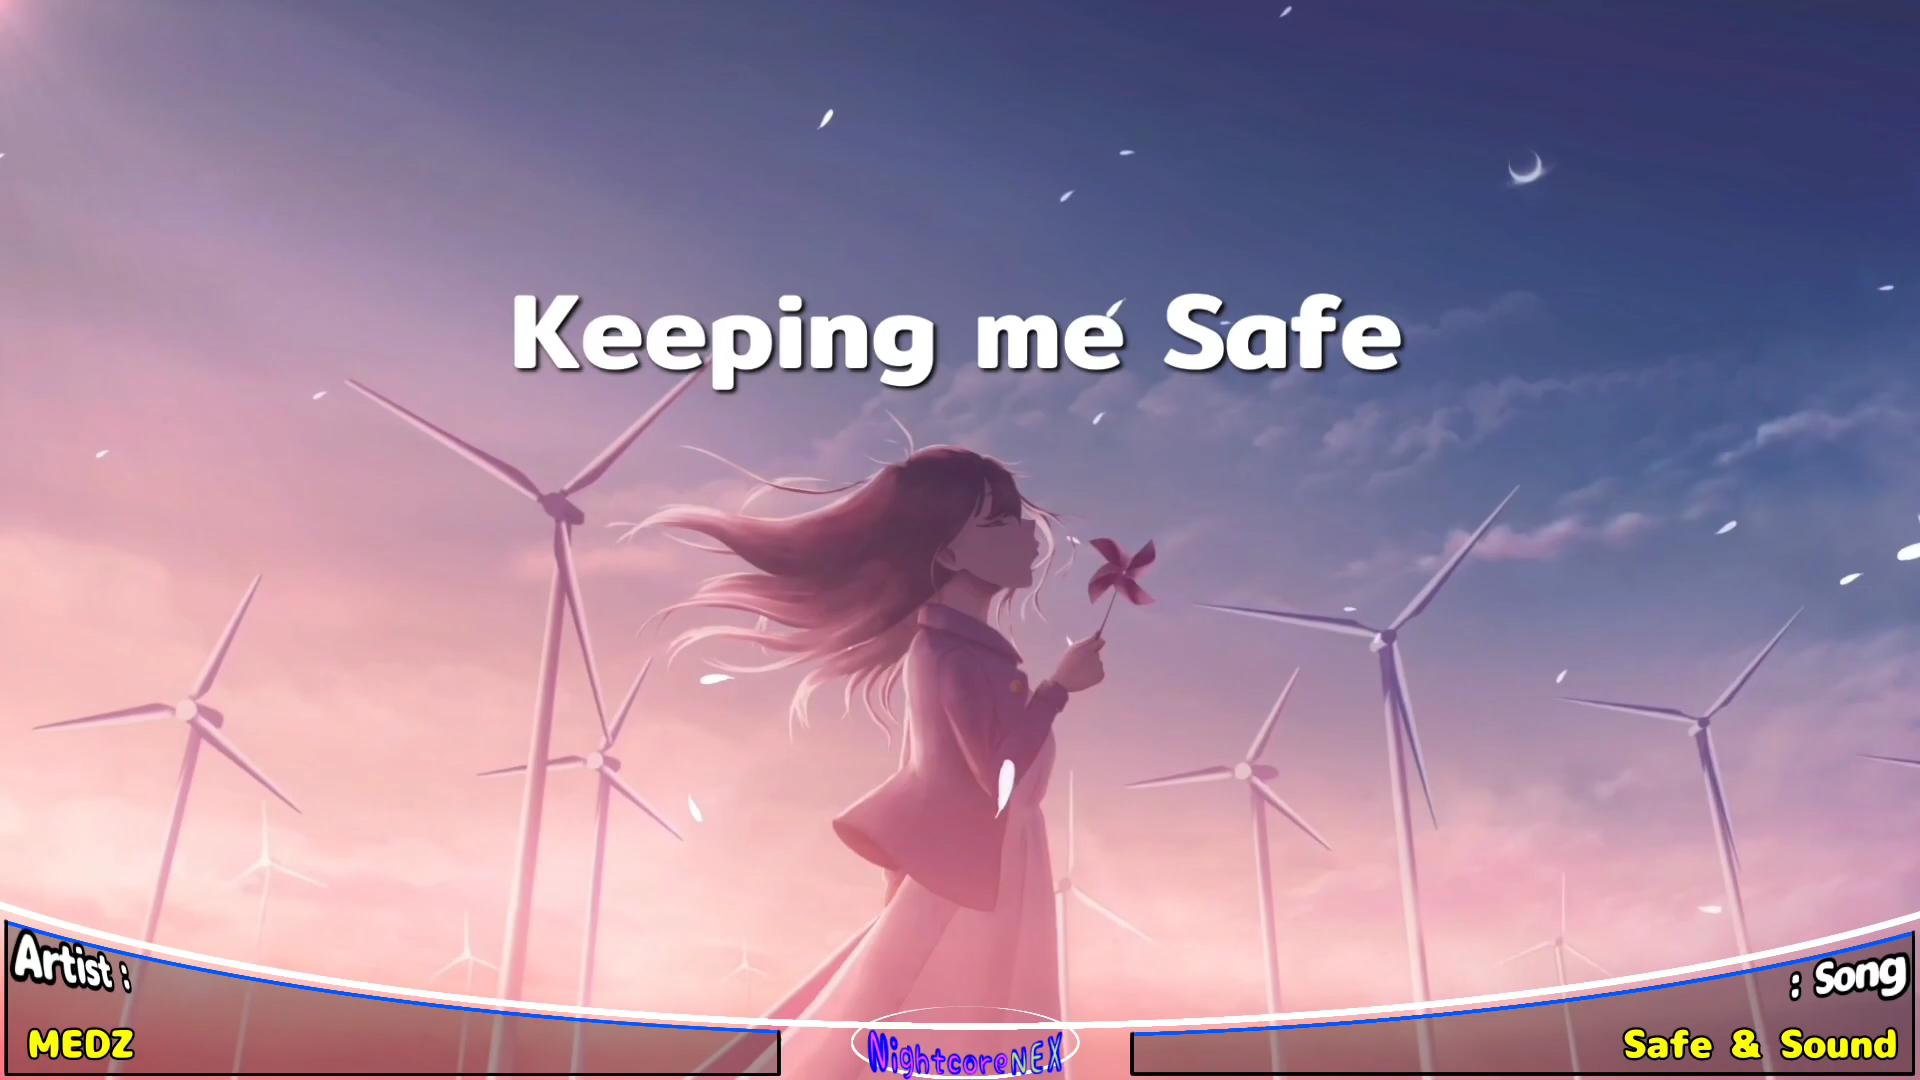 Keeping me Safe
Artist :
MEDZ
NightcoreNEX
: Song
Safe & Sound